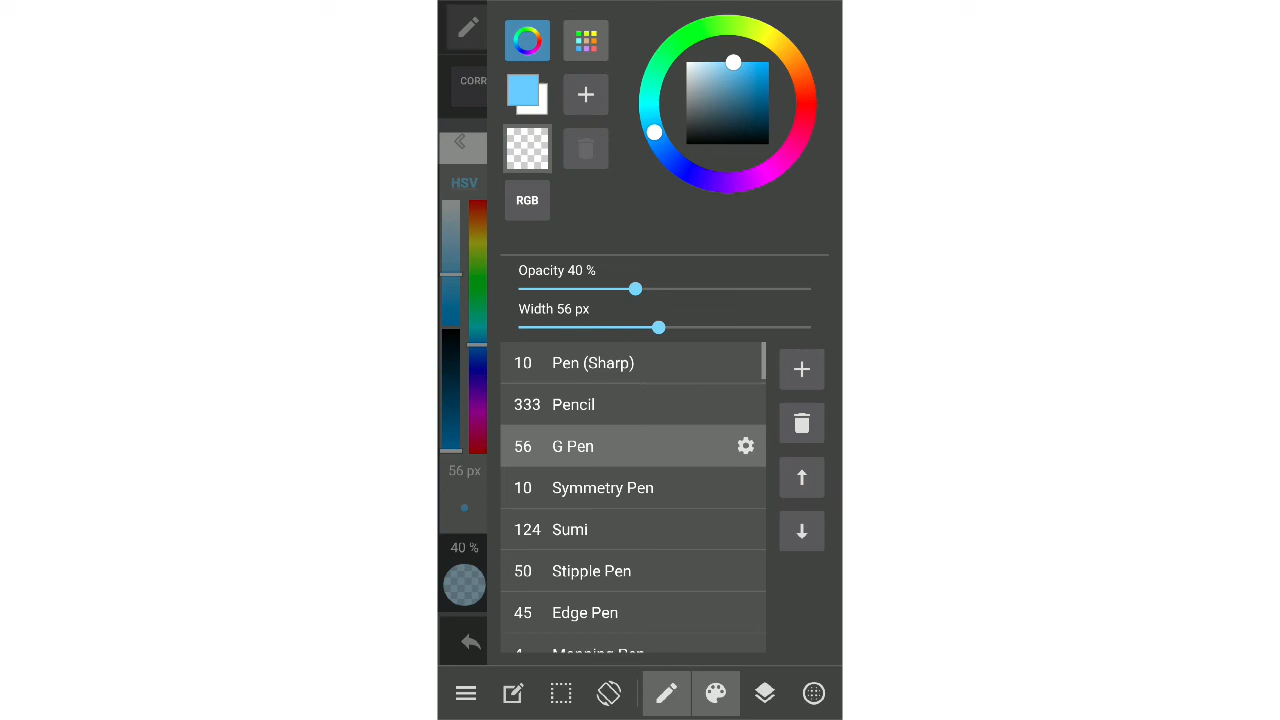 CORR
HSV
RGB
Opacity 40 %
Width 56 px
10 Pen (Sharp)
333 Pencil
56 G Pen
10 Symmetry Pen
124 Sumi
50 Stipple Pen
45 Edge Pen
56 px
40 %